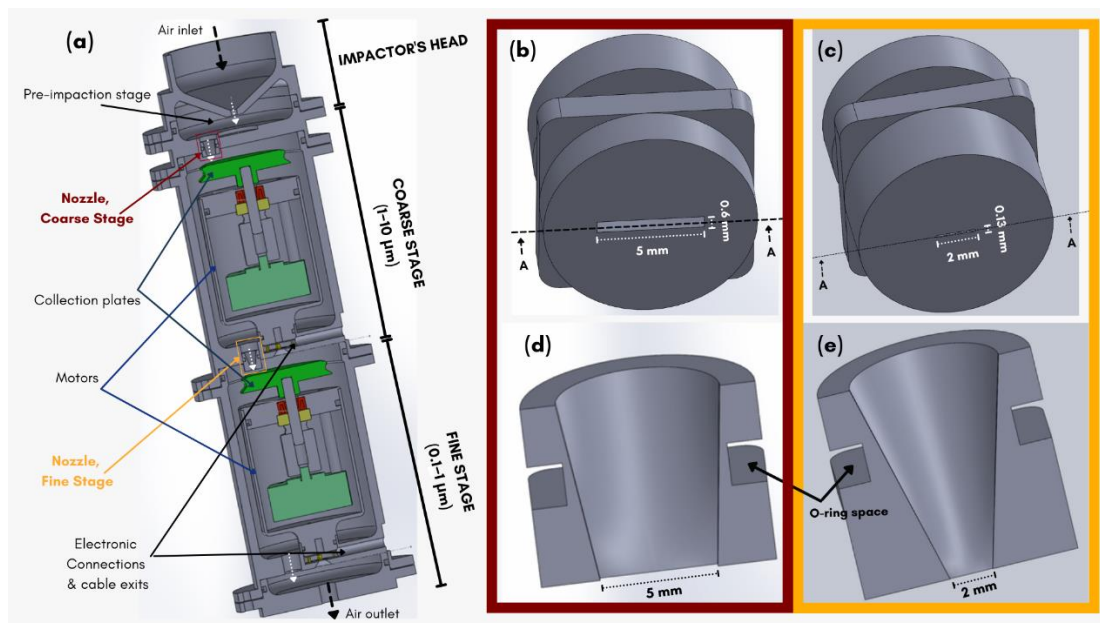 (a)
Air inlet
IMPACTOR'S HEAD
Pre-impaction stage
Nozzle,
Coarse Stage
COARSE STAGE
(1-10 μm)
Collection plates
Motors
Nozzle,
Fine Stage
FINE STAGE
(0.1-1 μm)
Electronic
Connections
& cable exits
Air outlet
(b)
0.6 mm
5 mm
A
A
(c)
0.13 mm
2 mm
A
A
(d)
5 mm
(e)
O-ring space
2 mm